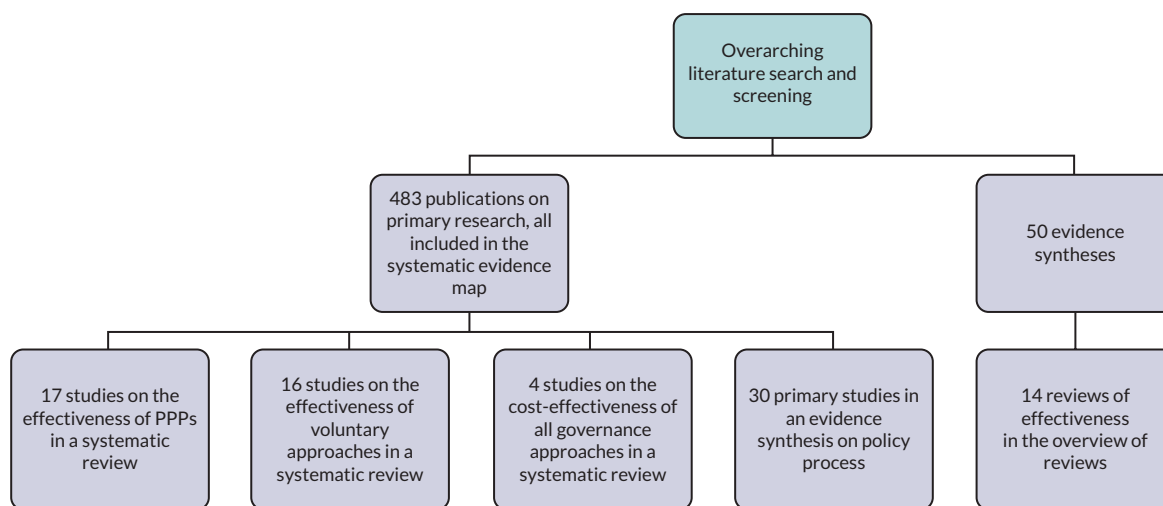 Overarching
literature search and
screening
483 publications on
primary research, all
included in the
systematic evidence
map
50 evidence
syntheses
17 studies on the
effectiveness of PPPs
in a systematic
review
16 studies on the
effectiveness of
voluntary
approaches in a
systematic review
4 studies on the
cost-effectiveness of
all governance
approaches in a
systematic review
30 primary studies in
an evidence
synthesis on policy
process
14 reviews of
effectiveness
in the overview of
reviews